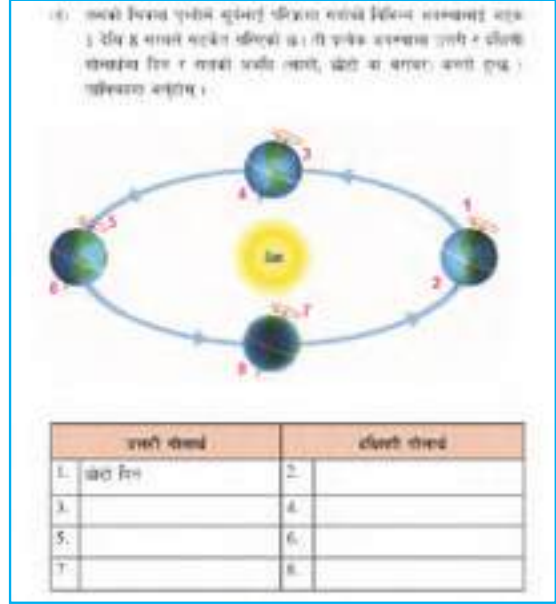 तलको चित्रमा पृथ्वीले सूर्यलाई परिक्रमा गर्दाको विभिन्न अवस्थालाई अङ्क
1 देखि 8 सम्मले सङ्केत गरिएको छ। ती प्रत्येक अवस्थामा उत्तरी र दक्षिणी
गोलार्धमा दिन र रातको अवधि (लामो, छोटो वा बराबर) कस्तो हुन्छ ।
तालिकामा भर्नुहोस् ।
3
4
1
5
Sun
6
2
7
8
उत्तरी गोलार्ध दक्षिणी गोलार्ध
1. छोटो दिन 2.
3. 4.
5. 6.
7 8.